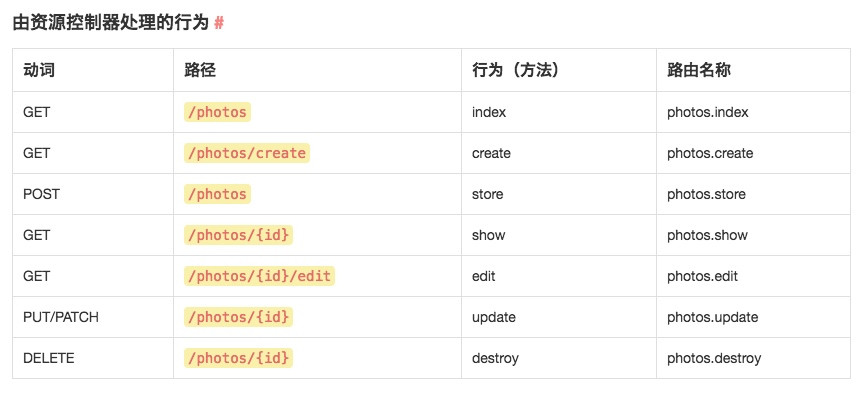 由资源控制器处理的行为 #
动词 路径 行为（方法） 路由名称
GET /photos index photos.index
GET /photos/create create photos.create
POST /photos store photos.store
GET /photos/{id} show photos.show
GET /photos/{id}/edit edit photos.edit
PUT/PATCH /photos/{id} update photos.update
DELETE /photos/{id} destroy photos.destroy